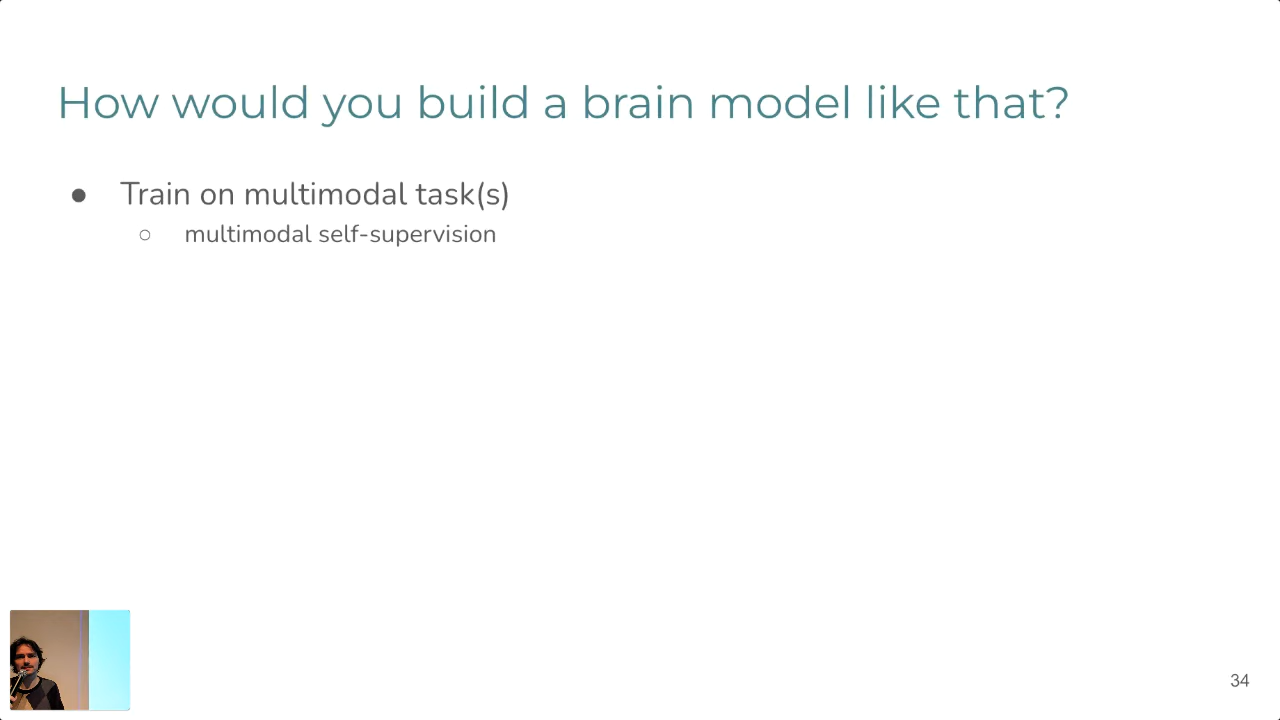 How would you build a brain model like that?
● Train on multimodal task(s)
○ multimodal self-supervision
34